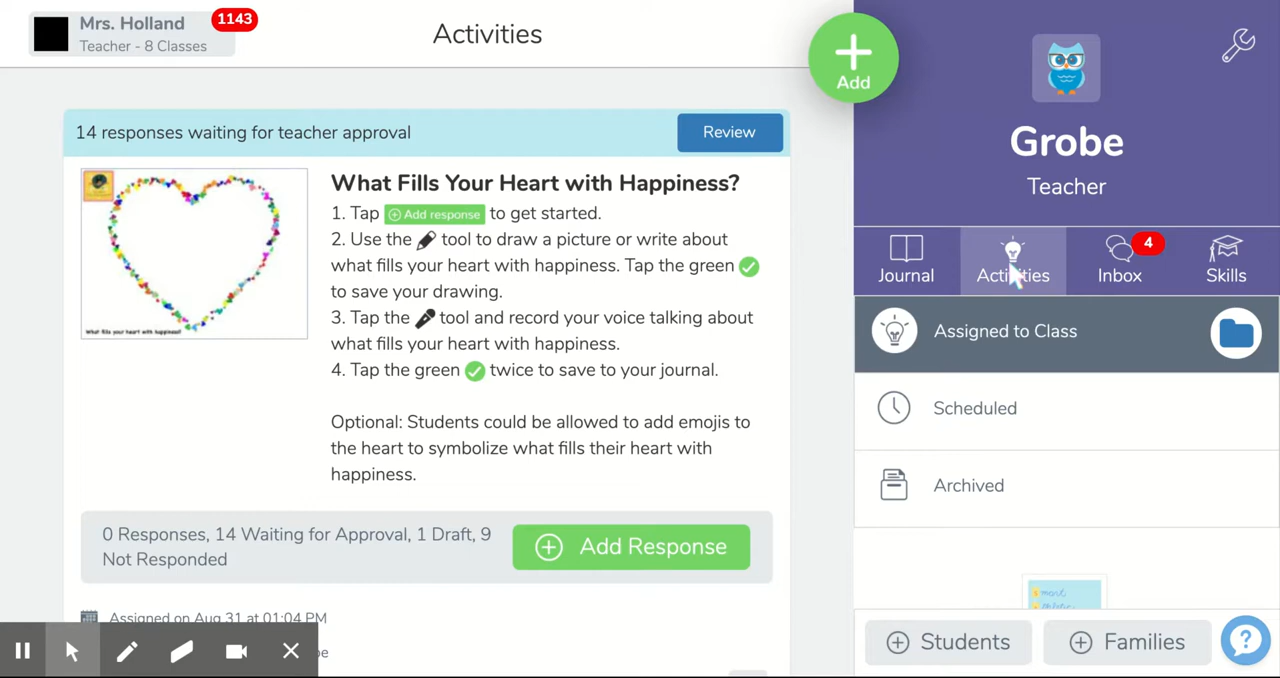 Mrs. Holland
1143
Teacher - 8 Classes
Activities
Add
14 responses waiting for teacher approval
Review
What fills your heart with happiness?
What Fills Your Heart with Happiness?
1. Tap Add response to get started.
2. Use the tool to draw a picture or write about
what fills your heart with happiness. Tap the green
to save your drawing.
3. Tap the tool and record your voice talking about
what fills your heart with happiness.
4. Tap the green twice to save to your journal.
Optional: Students could be allowed to add emojis to
the heart to symbolize what fills their heart with
happiness.
0 Responses, 14 Waiting for Approval, 1 Draft, 9
Not Responded
Add Response
Assigned on Aug 31 at 01:04 PM
Grobe
Teacher
Journal
Activities
Inbox
4
Skills
Assigned to Class
Scheduled
Archived
Students
Families
?